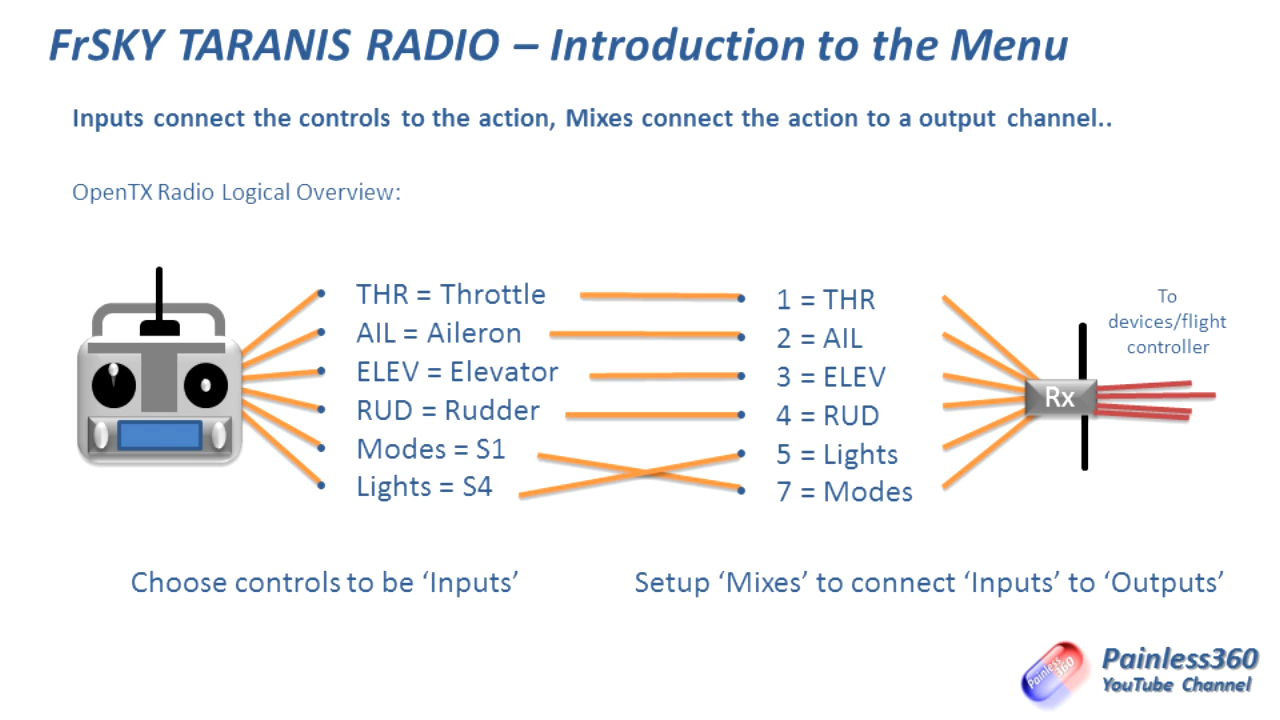 FrSKY TARANIS RADIO – Introduction to the Menu
Inputs connect the controls to the action, Mixes connect the action to a output channel..
OpenTX Radio Logical Overview:
THR = Throttle
AIL = Aileron
ELEV = Elevator
RUD = Rudder
Modes = S1
Lights = S4
1 = THR
2 = AIL
3 = ELEV
4 = RUD
5 = Lights
7 = Modes
Rx
To
devices/flight
controller
Choose controls to be ‘Inputs’
Setup ‘Mixes’ to connect ‘Inputs’ to ‘Outputs’
Painless
360
Painless360
YouTube Channel